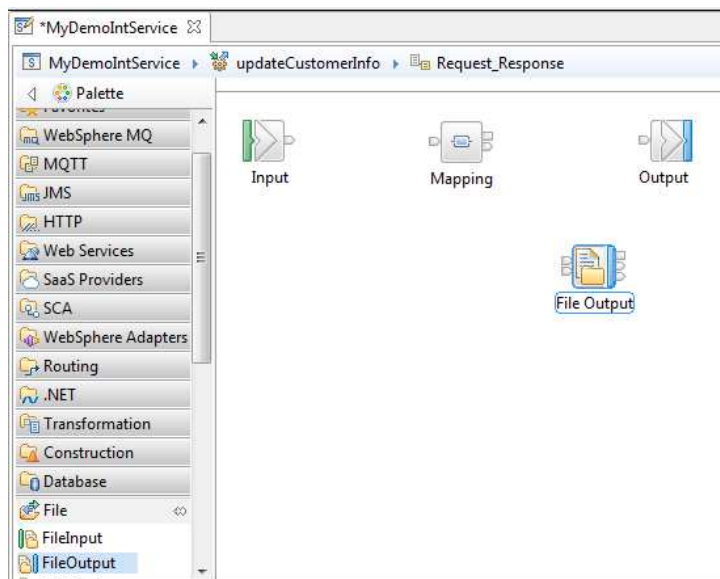 *MyDemoIntService
MyDemoIntService updateCustomerInfo Request_Response
Palette
Favorites
WebSphere MQ
MQTT
JMS
HTTP
Web Services
SaaS Providers
SCA
WebSphere Adapters
Routing
.NET
Transformation
Construction
Database
File
FileInput
FileOutput
Input
Mapping
Output
File Output